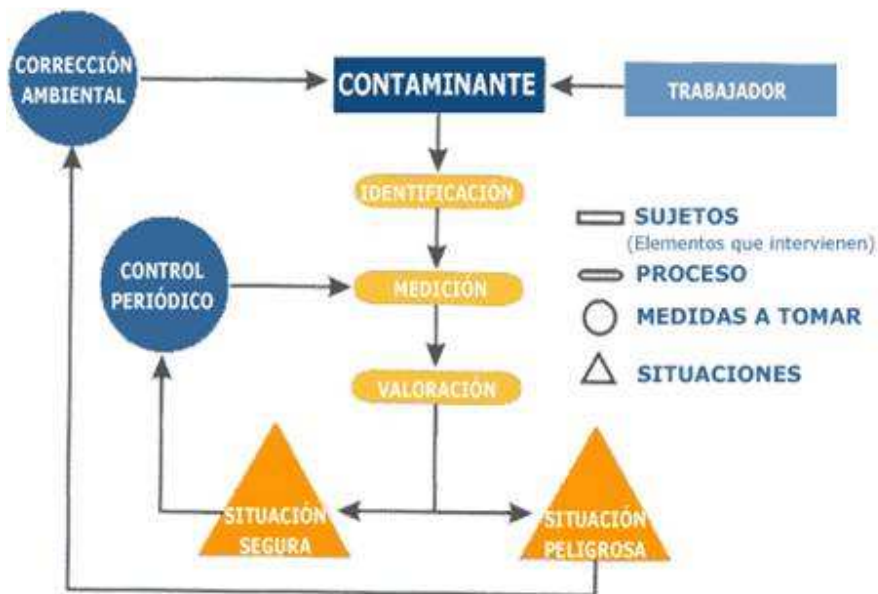 CORRECCIÓN
AMBIENTAL
CONTAMINANTE
TRABAJADOR
IDENTIFICACIÓN
SUJETOS
(Elementos que intervienen)
CONTROL
PERIÓDICO
MEDICIÓN
PROCESO
MEDIDAS A TOMAR
VALORACIÓN
SITUACIONES
SITUACIÓN
SEGURA
SITUACIÓN
PELIGROSA